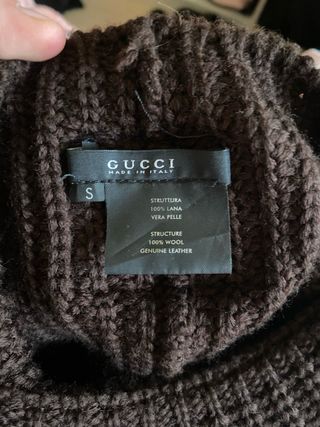 GUCCI
MADE IN ITALY
S
STRUTTURA
100% LANA
VERA PELLE
STRUCTURE
100% WOOL
GENUINE LEATHER